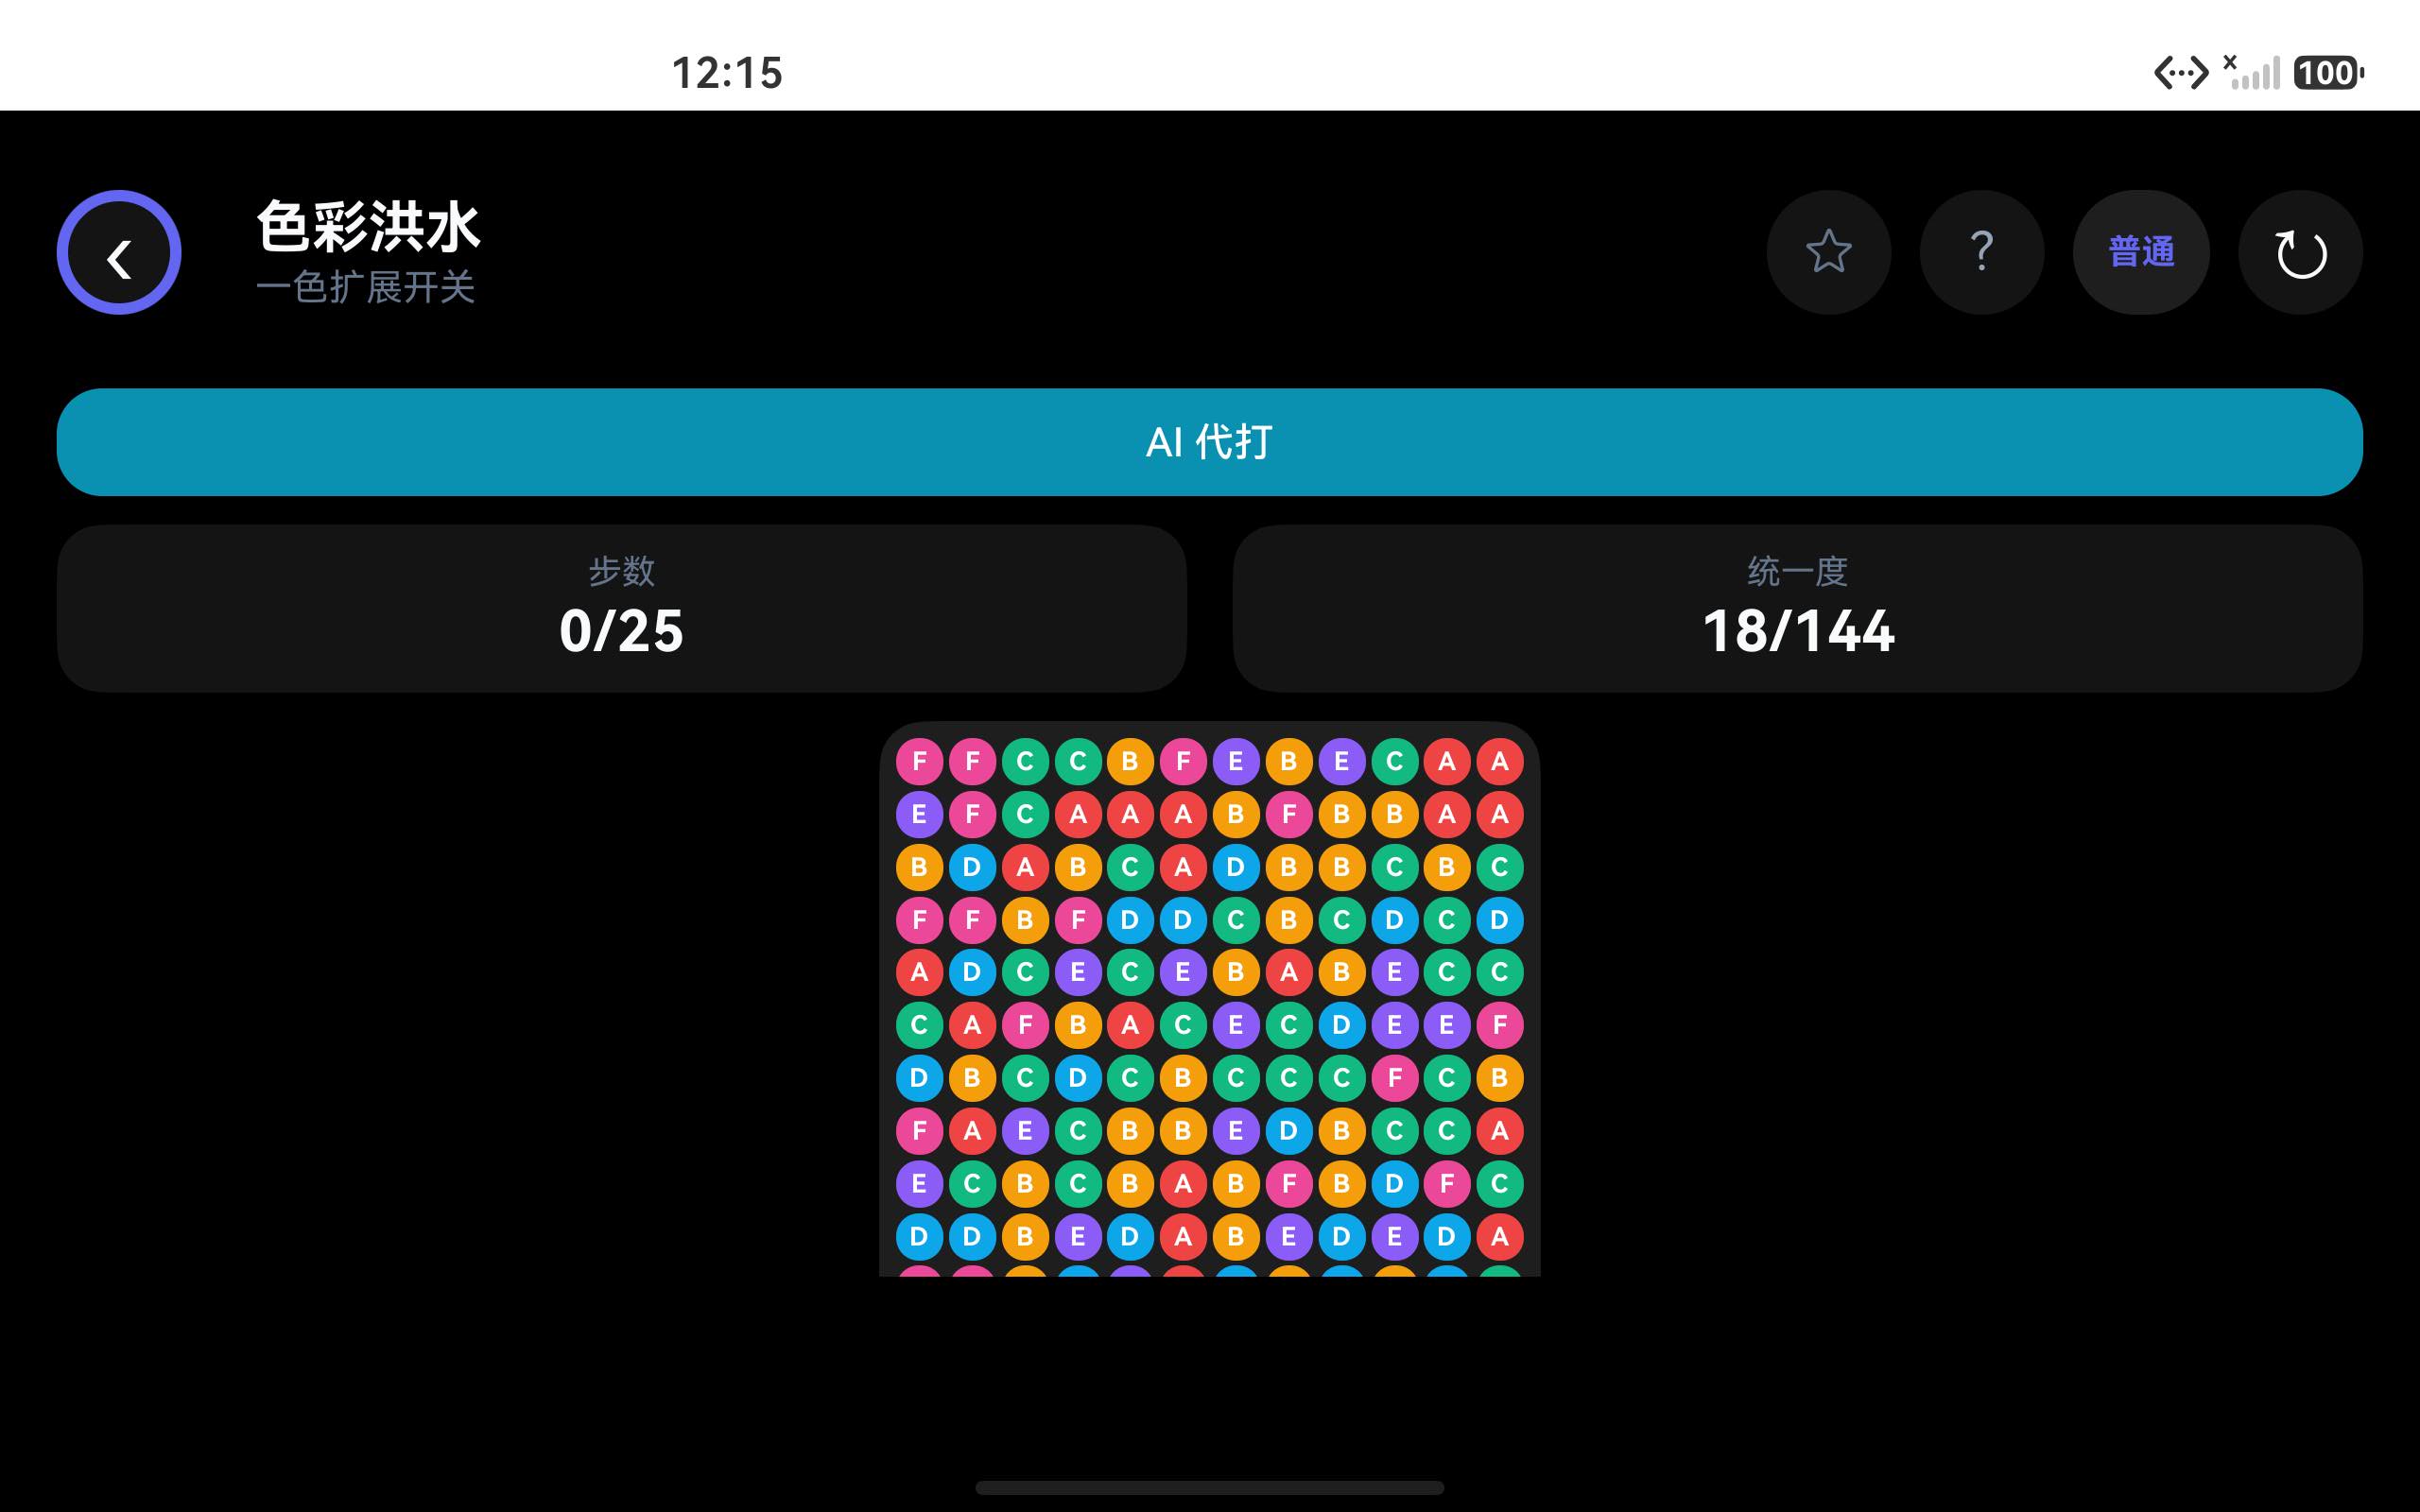 12:15
100
色彩洪水
一色扩展开关
?
普通
AI 代打
步数
0/25
统一度
18/144
F F C C B F E B E C A A
E F C A A A B F B B A A
B D A B C A D B B C B C
F F B F D D C B C D C D
A D C E C E B A B E C C
C A F B A C E C D E E F
D B C D C B C C C F C B
F A E C B B E D B C C A
E C B C B A B F B D F C
D D B E D A B E D E D A